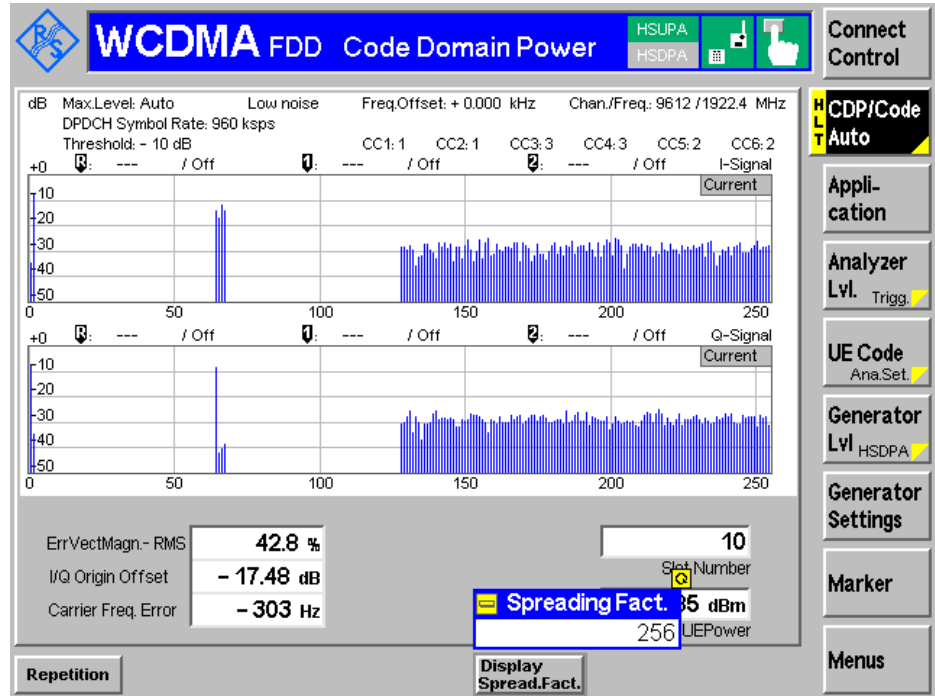 R&S
WCDMA FDD Code Domain Power
HSUPA
HSDPA
Connect Control
dB Max.Level: Auto Low noise Freq.Offset: + 0.000 kHz Chan./Freq.: 9612 /1922.4 MHz
DPDCH Symbol Rate: 960 ksps
Threshold: - 10 dB CC1: 1 CC2: 1 CC3: 3 CC4: 3 CC5: 2 CC6: 2
+0 R: --- / Off 1: --- / Off 2: --- / Off I-Signal
Current
-10
-20
-30
-40
-50
0 50 100 150 200 250
+0 R: --- / Off 1: --- / Off 2: --- / Off Q-Signal
Current
-10
-20
-30
-40
-50
0 50 100 150 200 250
ErrVectMagn.- RMS 42.8 %
I/Q Origin Offset - 17.48 dB
Carrier Freq. Error - 303 Hz
10
Number
Q
Spreading Fact.
256
dBm
UEPower
Repetition
Display
Spread.Fact.
HLT
CDP/Code
Auto
Appli-
cation
Analyzer
Lvl. Trigg.
UE Code
Ana.Set.
Generator
Lvl HSDPA
Generator
Settings
Marker
Menus